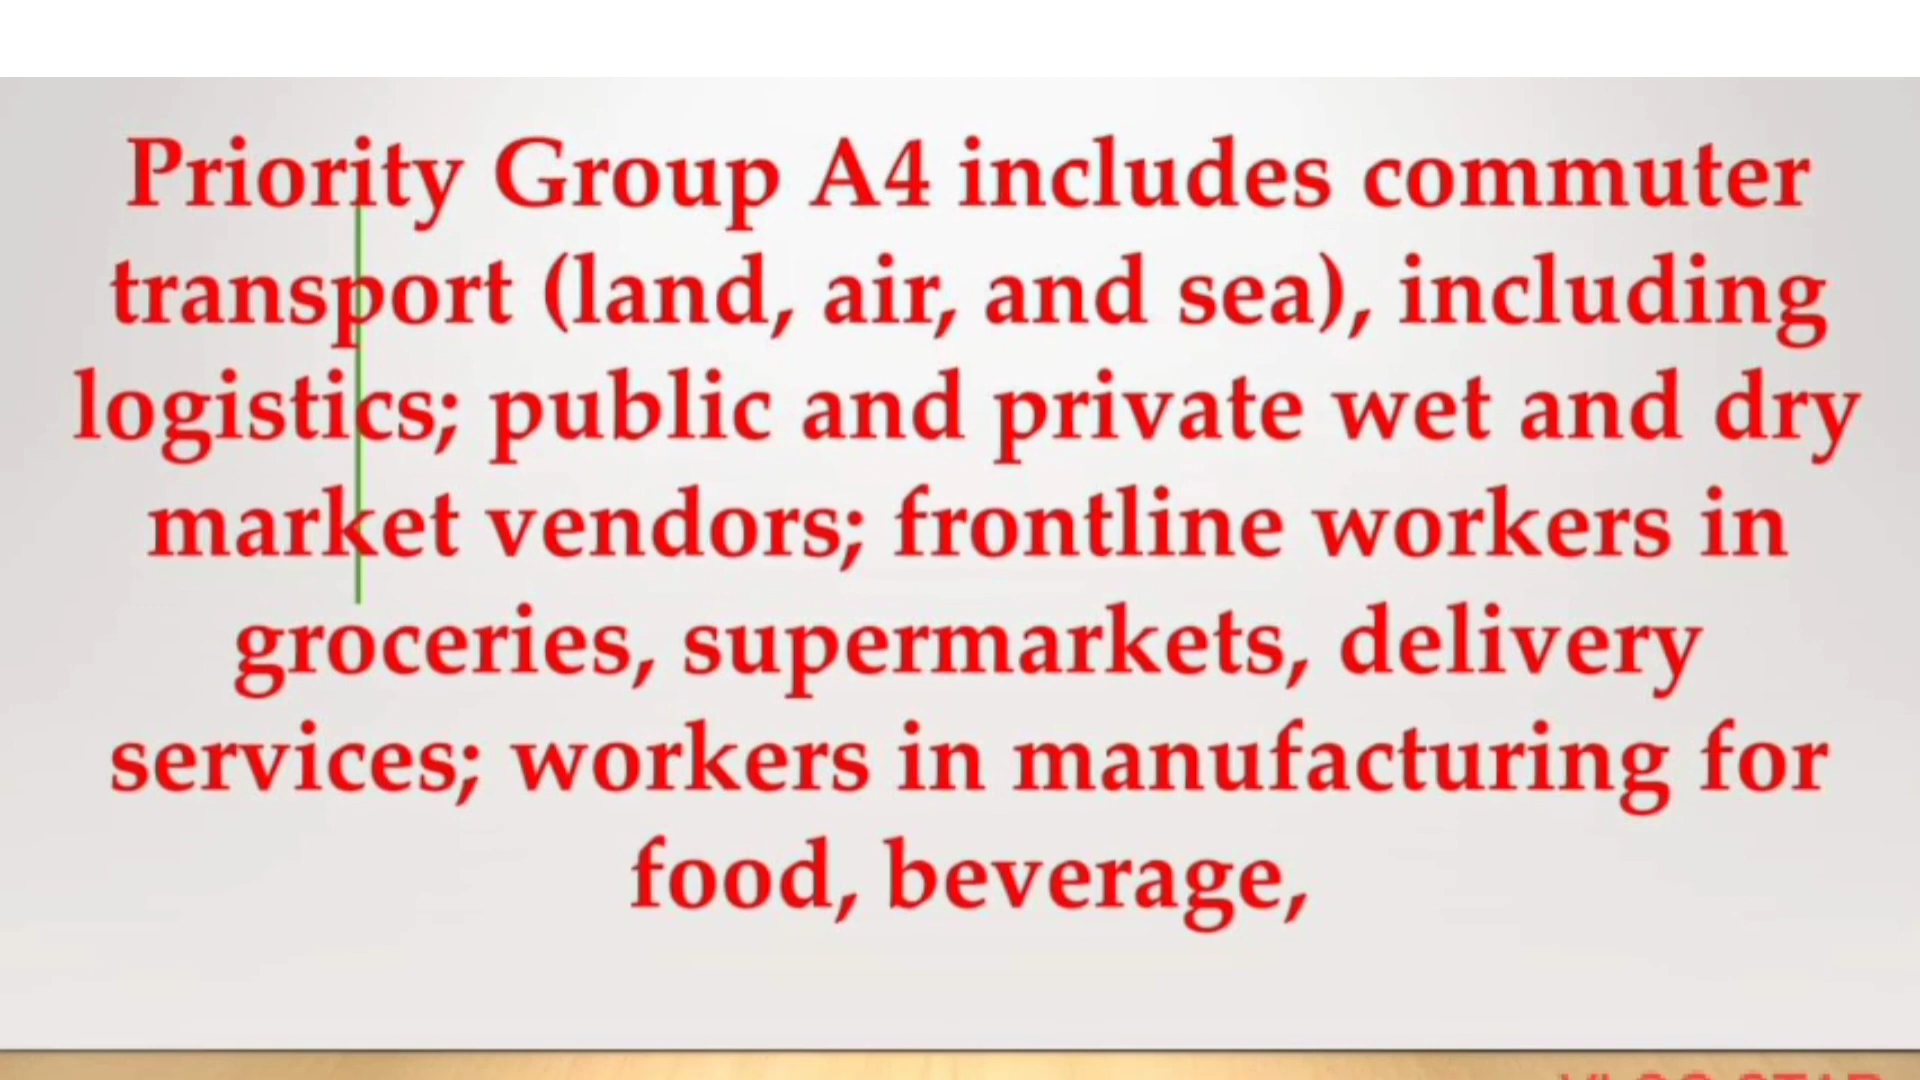 Priority Group A4 includes commuter
transport (land, air, and sea), including
logistics; public and private wet and dry
market vendors; frontline workers in
groceries, supermarkets, delivery
services; workers in manufacturing for
food, beverage,